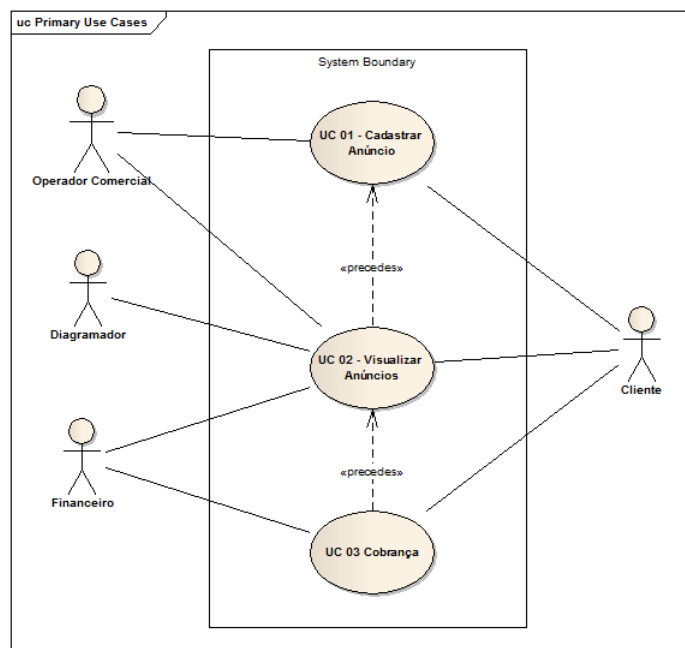 uc Primary Use Cases
System Boundary
UC 01 - Cadastrar
Anúncio
Operador Comercial
«precedes»
Diagramador
UC 02 - Visualizar
Anúncios
Cliente
«precedes»
Financeiro
UC 03 Cobrança